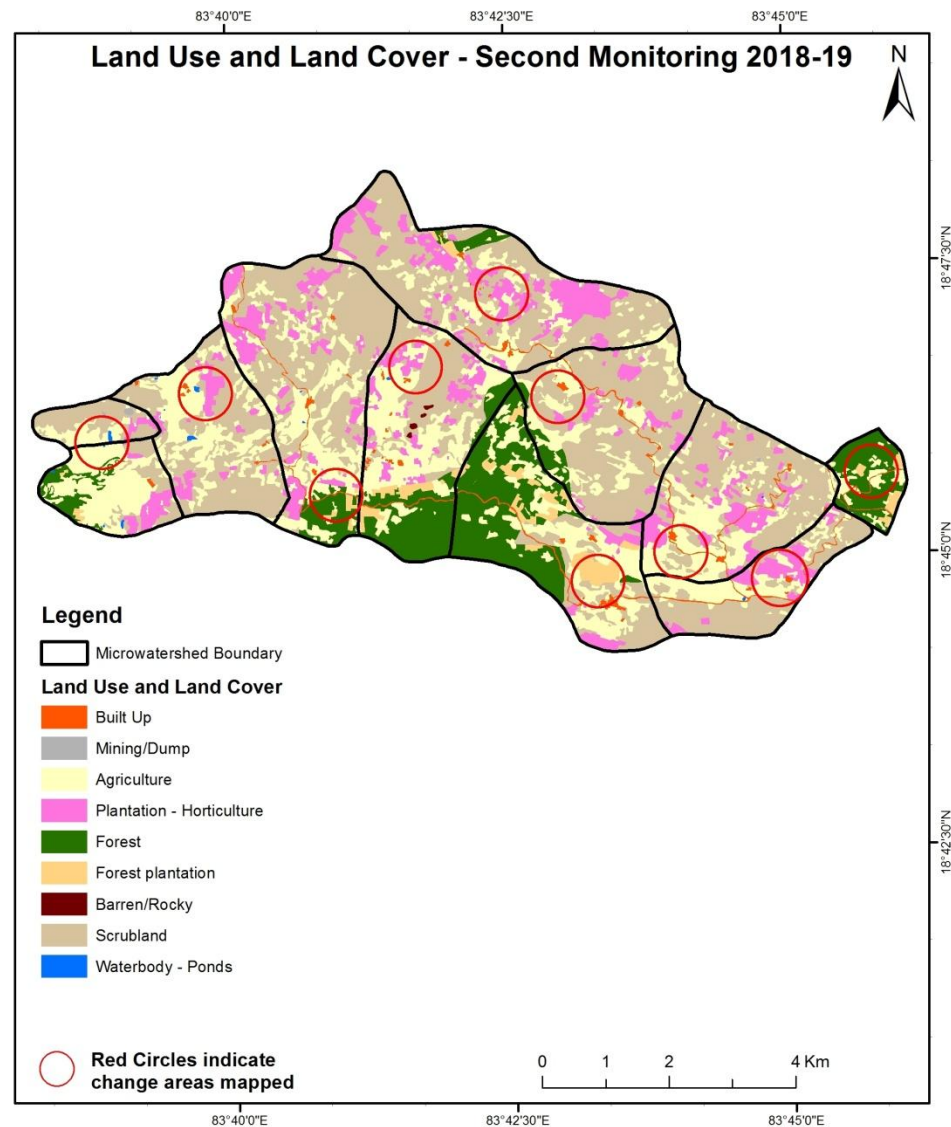 83°40'0"E
83°42'30"E
83°45'0"E
Land Use and Land Cover - Second Monitoring 2018-19
N
18°47'30"N
18°45'0"N
Legend
Microwatershed Boundary
Land Use and Land Cover
Built Up
Mining/Dump
Agriculture
Plantation - Horticulture
Forest
Forest plantation
Barren/Rocky
Scrubland
Waterbody - Ponds
18°42'30"N
Red Circles indicate
change areas mapped
0 1 2 4 Km
83°40'0"E
83°42'30"E
83°45'0"E